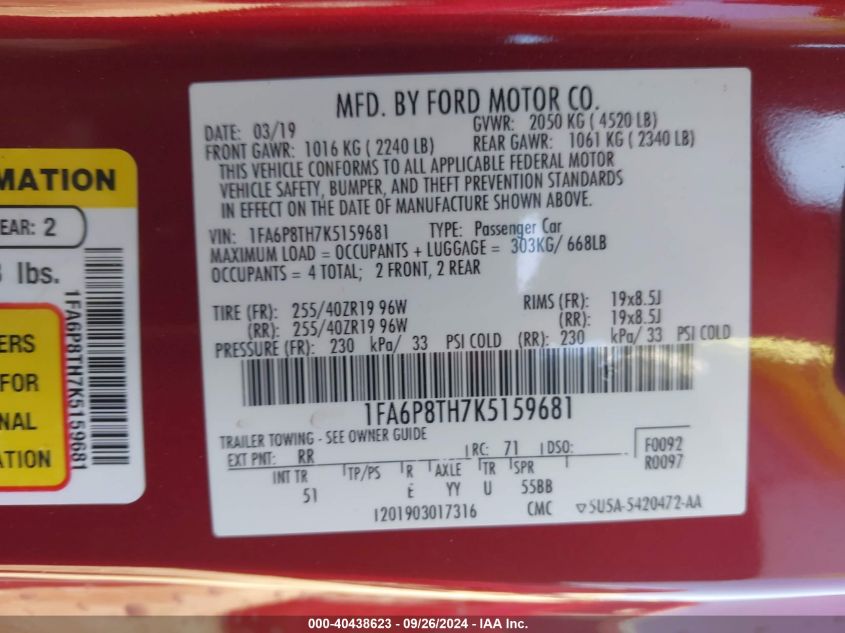 MATION
EAR: 2
lbs.
ERS
FOR
NAL
ATION
1FA6P8TH7K5159681
MFD. BY FORD MOTOR CO.
DATE: 03/19 GVWR: 2050 KG ( 4520 LB)
FRONT GAWR: 1016 KG ( 2240 LB) REAR GAWR: 1061 KG ( 2340 LB)
THIS VEHICLE CONFORMS TO ALL APPLICABLE FEDERAL MOTOR
VEHICLE SAFETY, BUMPER, AND THEFT PREVENTION STANDARDS
IN EFFECT ON THE DATE OF MANUFACTURE SHOWN ABOVE.
VIN: 1FA6P8TH7K5159681 TYPE: Passenger Car
MAXIMUM LOAD = OCCUPANTS + LUGGAGE = 303KG/ 668LB
OCCUPANTS = 4 TOTAL; 2 FRONT, 2 REAR
TIRE (FR): 255/40ZR19 96W RIMS (FR): 19x8.5J
(RR): 255/40ZR19 96W (RR): 19x8.5J
PRESSURE (FR): 230 kPa/ 33 PSI COLD (RR): 230 kPa/ 33 PSI COLD
1FA6P8TH7K5159681
TRAILER TOWING - SEE OWNER GUIDE
EXT PNT: RR RC: 71 DSO: F0092
R0097
INT TR TP/PS R AXLE TR SPR
51 E YY U 55BB
I201903017316 CMC ▽5U5A-5420472-AA
000-40438623 - 09/26/2024 - IAA Inc.